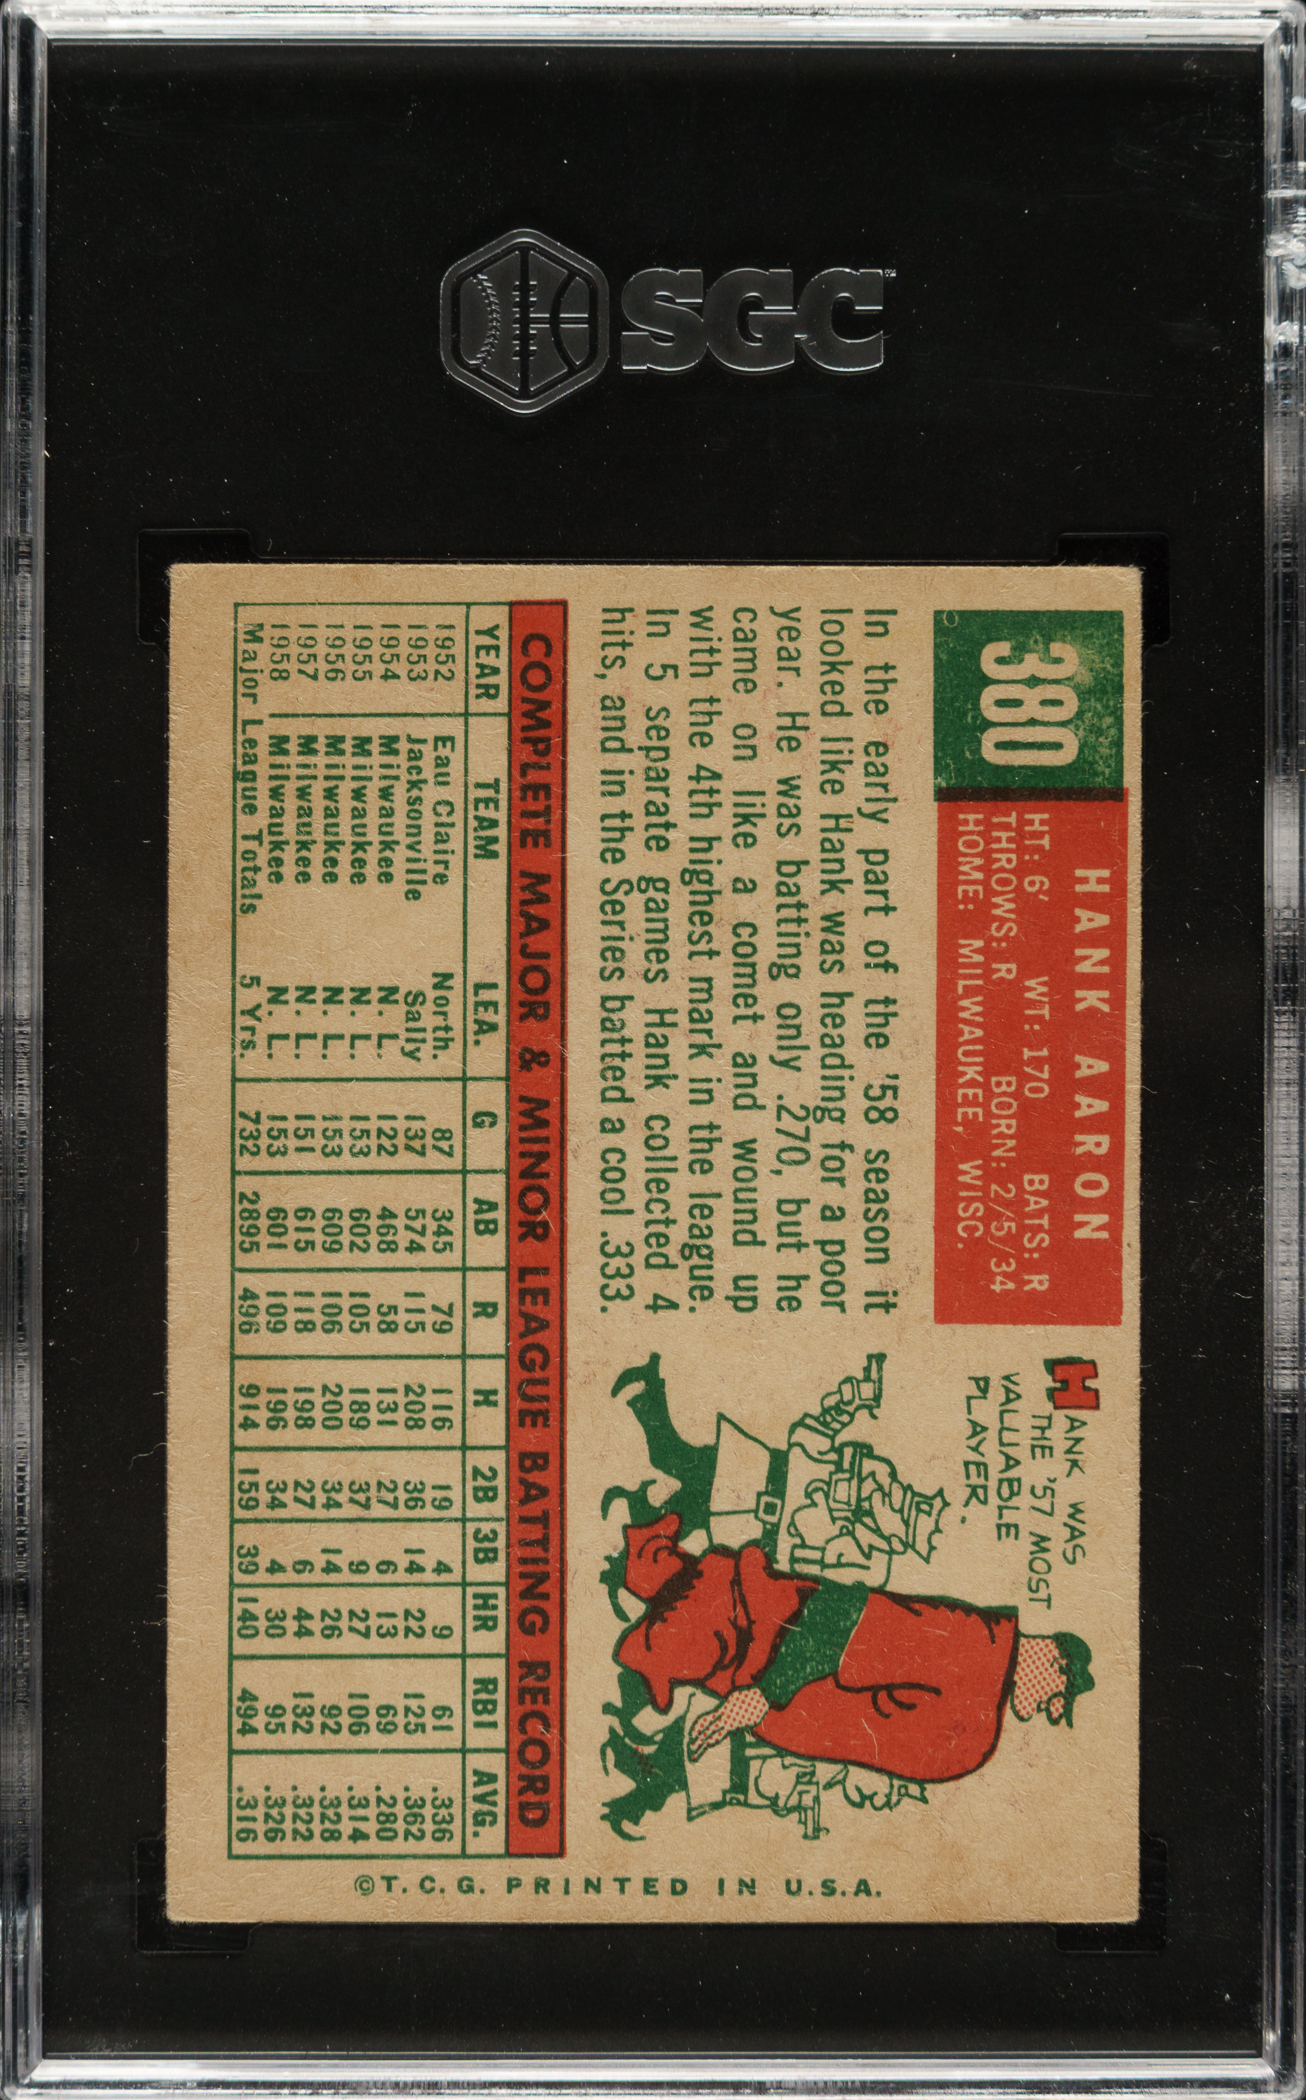 SGC
380
HANK AARON
HT: 6' WT: 170 BATS: R
THROWS: R BORN: 2/5/34
HOME: MILWAUKEE, WISC.
In the early part of the '58 season it
looked like Hank was heading for a poor
year. He was batting only .270, but he
came on like a comet and wound up
with the 4th highest mark in the league.
In 5 separate games Hank collected 4
hits, and in the Series batted a cool .333.
HANK WAS
THE '57 MOST
VALUABLE
PLAYER.
COMPLETE MAJOR & MINOR LEAGUE BATTING RECORD
YEAR TEAM LEA. G AB R H 2B 3B HR RBI AVG.
1952 Eau Claire North. 87 345 79 116 19 4 9 61 .336
1953 Jacksonville Sally 137 574 115 208 36 14 22 125 .362
1954 Milwaukee N. L. 122 468 58 131 27 6 13 69 .280
1955 Milwaukee N. L. 153 602 105 189 37 9 27 106 .314
1956 Milwaukee N. L. 153 609 106 200 34 14 26 92 .328
1957 Milwaukee N. L. 151 615 118 198 27 6 44 132 .322
1958 Milwaukee N. L. 153 601 109 196 34 4 30 95 .326
Major League Totals 5 Yrs. 732 2895 496 914 159 39 140 494 .316
©T.C.G. PRINTED IN U.S.A.